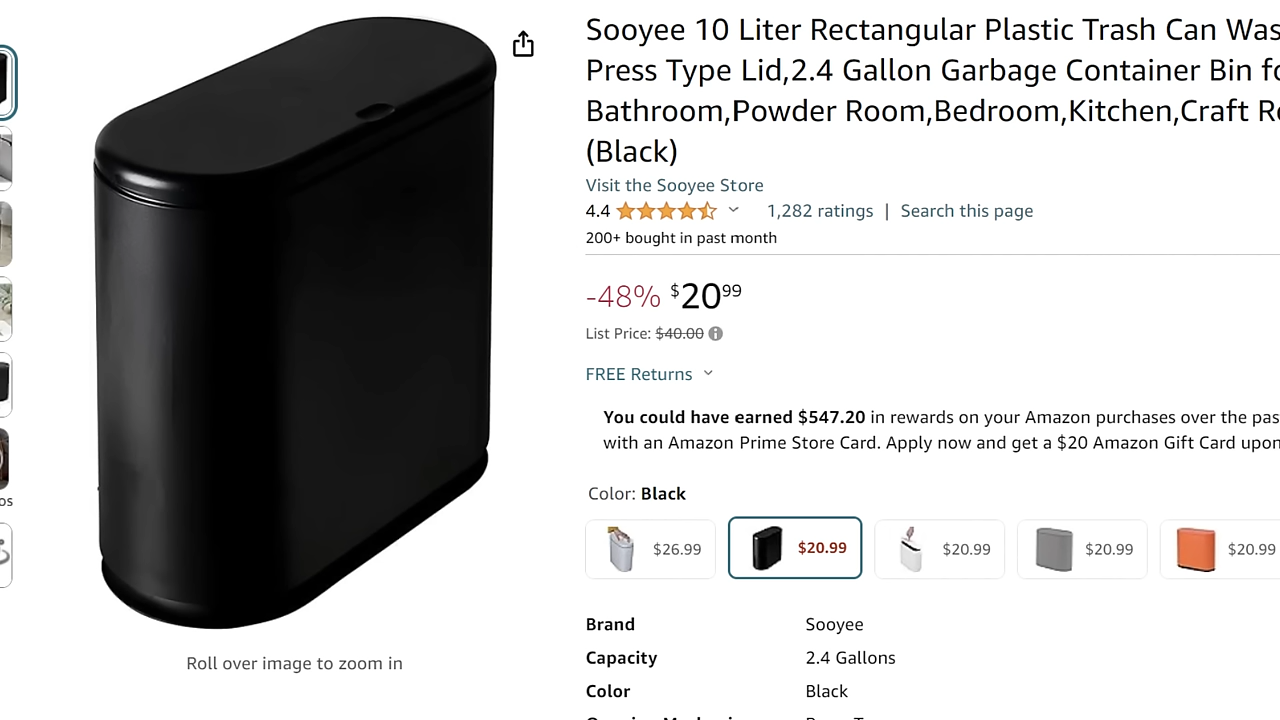 Sooyee 10 Liter Rectangular Plastic Trash Can
Press Type Lid,2.4 Gallon Garbage Container Bin
Bathroom,Powder Room,Bedroom,Kitchen,Craft
(Black)
Visit the Sooyee Store
4.4 1,282 ratings | Search this page
200+ bought in past month
-48% $20.99
List Price: $40.00
FREE Returns
You could have earned $547.20 in rewards on your Amazon purchases over the
with an Amazon Prime Store Card. Apply now and get a $20 Amazon Gift Card
Color: Black
$26.99 $20.99 $20.99 $20.99 $20.99
Brand Sooyee
Capacity 2.4 Gallons
Color Black
Roll over image to zoom in